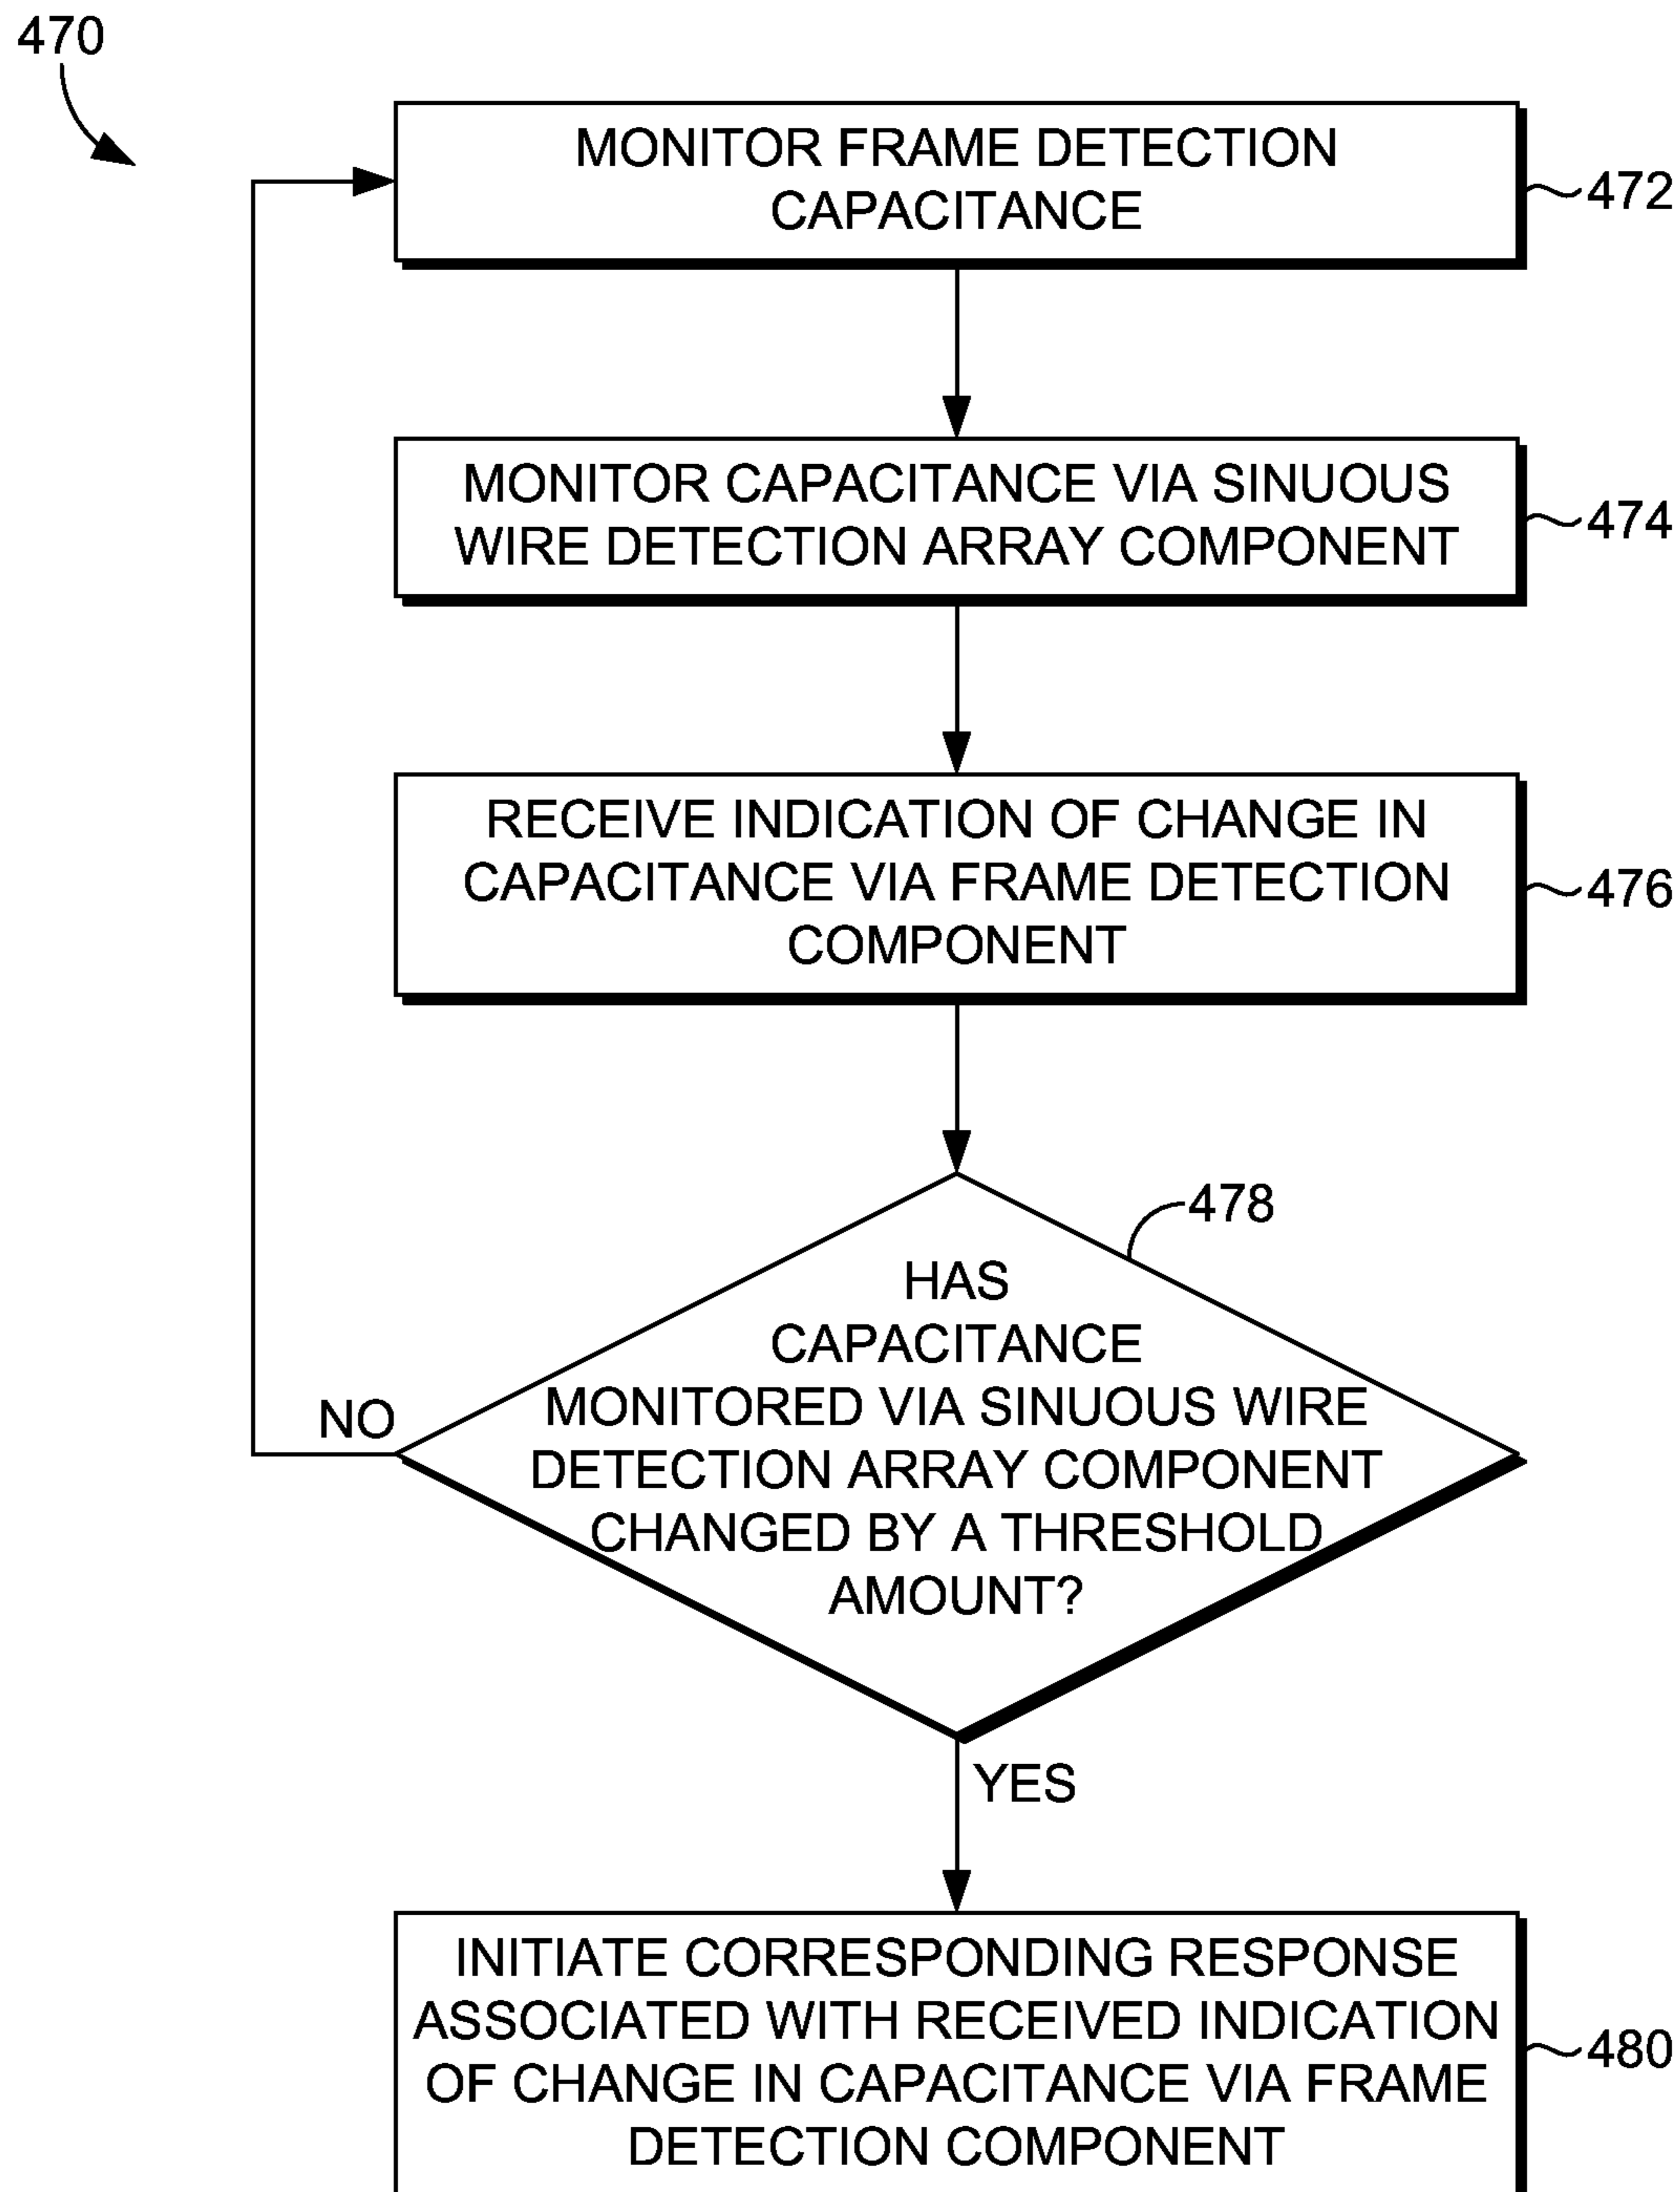 470
MONITOR FRAME DETECTION
CAPACITANCE
472
MONITOR CAPACITANCE VIA SINUOUS
WIRE DETECTION ARRAY COMPONENT
474
RECEIVE INDICATION OF CHANGE IN
CAPACITANCE VIA FRAME DETECTION
COMPONENT
476
478
HAS
CAPACITANCE
MONITORED VIA SINUOUS WIRE
DETECTION ARRAY COMPONENT
CHANGED BY A THRESHOLD
AMOUNT?
NO
YES
INITIATE CORRESPONDING RESPONSE
ASSOCIATED WITH RECEIVED INDICATION
OF CHANGE IN CAPACITANCE VIA FRAME
DETECTION COMPONENT
480